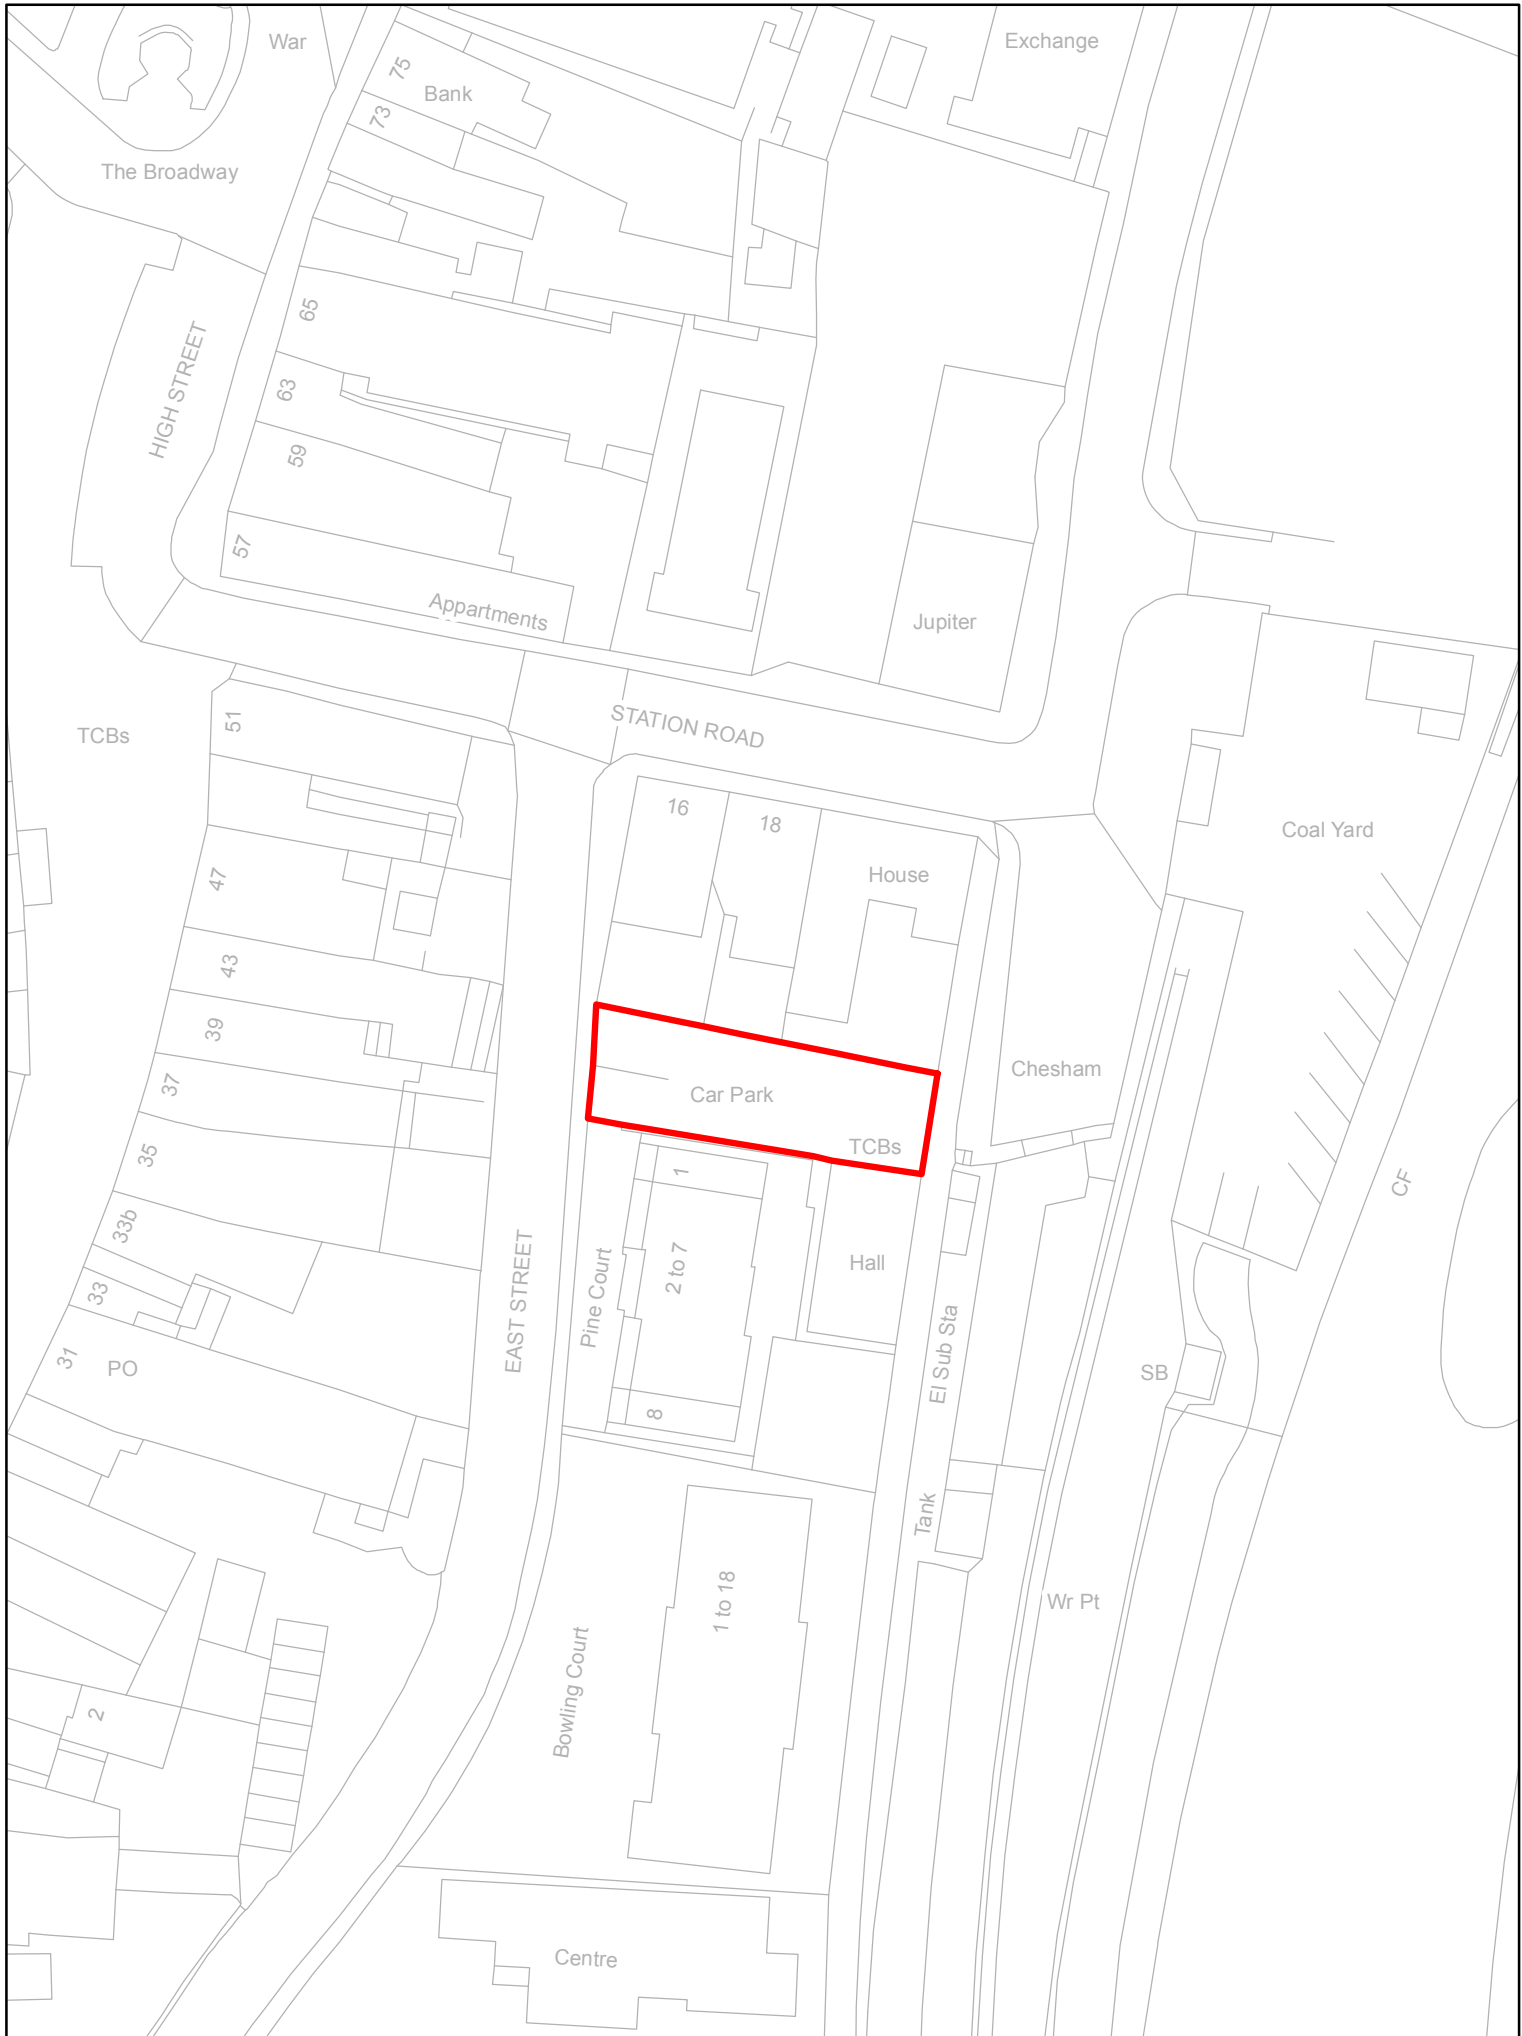 War
Exchange
75
Bank
73
The Broadway
65
HIGH STREET
63
59
57
Appartments
Jupiter
STATION ROAD
51
TCBs
16
18
Coal Yard
House
47
43
39
Chesham
37
Car Park
TCBs
35
1
CF
33b
2 to 7
Hall
EAST STREET
Pine Court
33
El Sub Sta
31
PO
SB
8
Tank
1 to 18
Wr Pt
Bowling Court
2
Centre